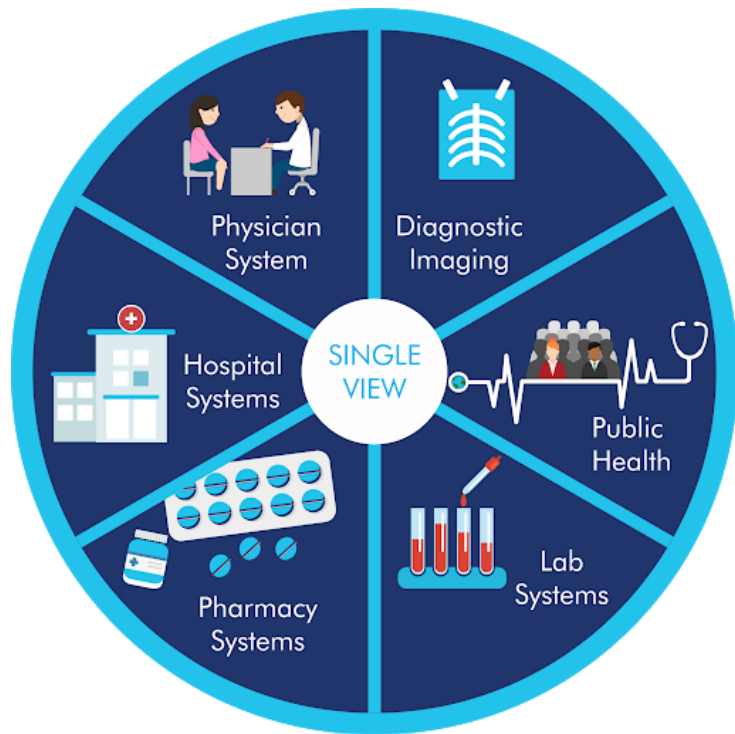 Physician
System
Diagnostic
Imaging
Hospital
Systems
SINGLE
VIEW
Public
Health
Pharmacy
Systems
Lab
Systems